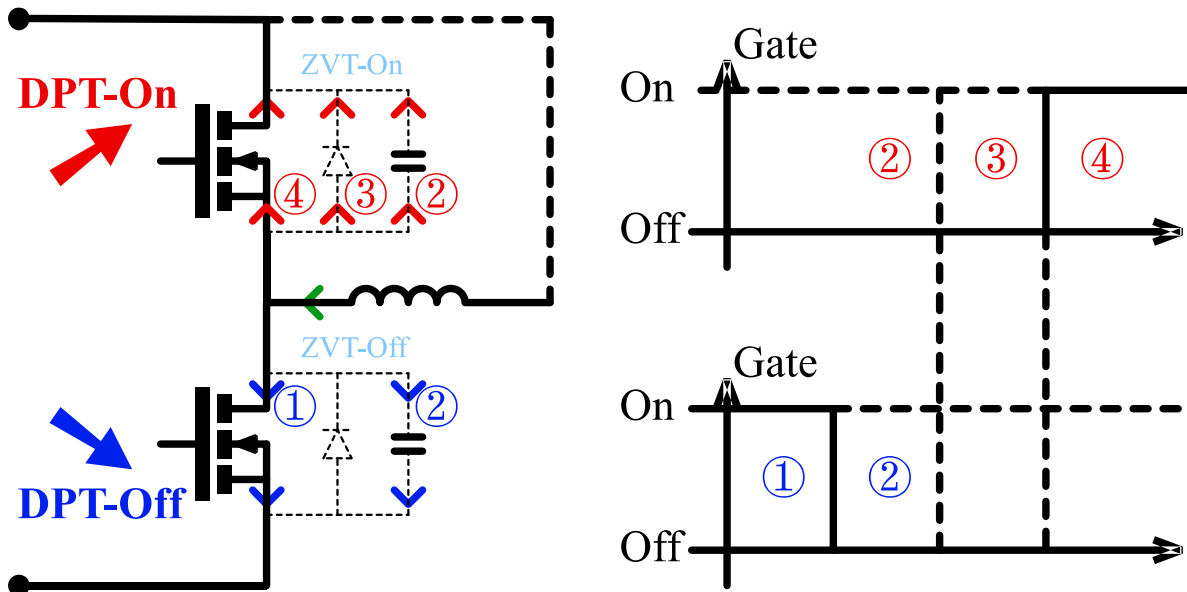 ZVT-On
DPT-On
④ ③ ②
ZVT-Off
① ②
DPT-Off
Gate
On
② ③ ④
Off
Gate
On
① ②
Off